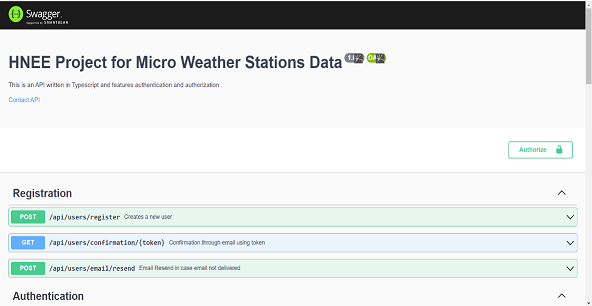 Swagger.
Supported by SMARTBEAR
HNEE Project for Micro Weather Stations Data
This is an API written in Typescript and features authentication and authorization
Contact API
Authorize
Registration
POST /api/users/register Creates a new user
GET /api/users/confirmation/{token} Confirmation through email using token
POST /api/users/email/resend Email Resend in case email not delivered
Authentication